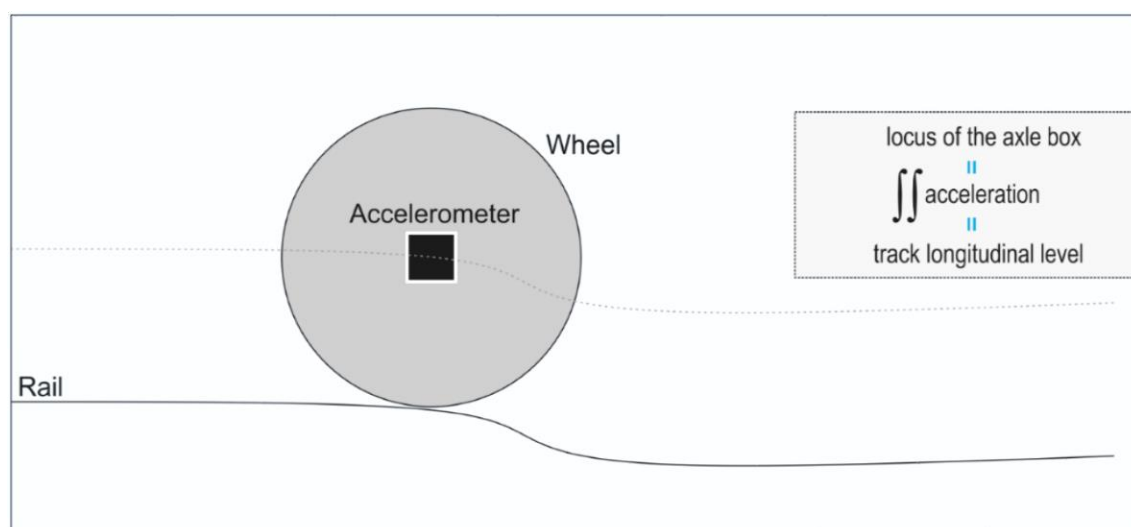 Wheel
Accelerometer
Rail
locus of the axle box
=
∬ acceleration
=
track longitudinal level